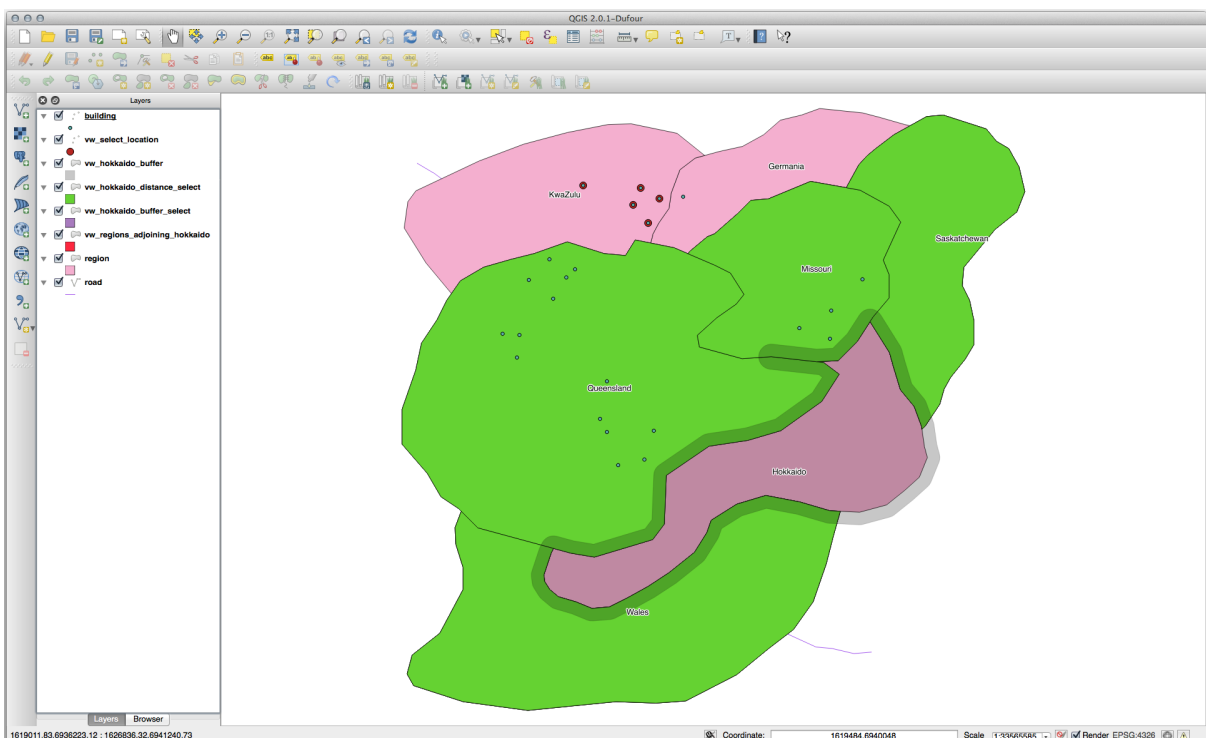 QGIS 2.0.1-Dufour
Layers
building
vw_select_location
vw_hokkaido_buffer
vw_hokkaido_distance_select
vw_hokkaido_buffer_select
vw_regions_adjoining_hokkaido
region
road
KwaZulu
Germania
Saskatchewan
Missouri
Queensland
Hokkaido
Wales
Layers
Browser
1619011.83,6936223.12 : 1626836.32,6941240.73
Coordinate:
1619484,6940048
Scale
Render
EPSG:4326